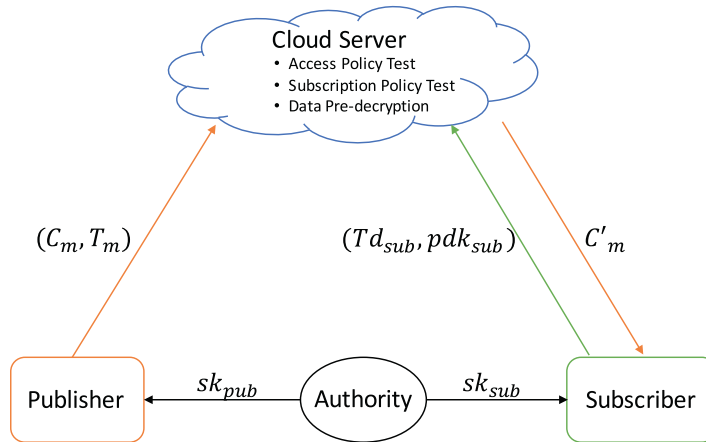 Cloud Server
• Access Policy Test
• Subscription Policy Test
• Data Pre-decryption
(C_m, T_m)
(Td_sub, pdk_sub)
C'_m
Publisher
sk_pub
Authority
sk_sub
Subscriber